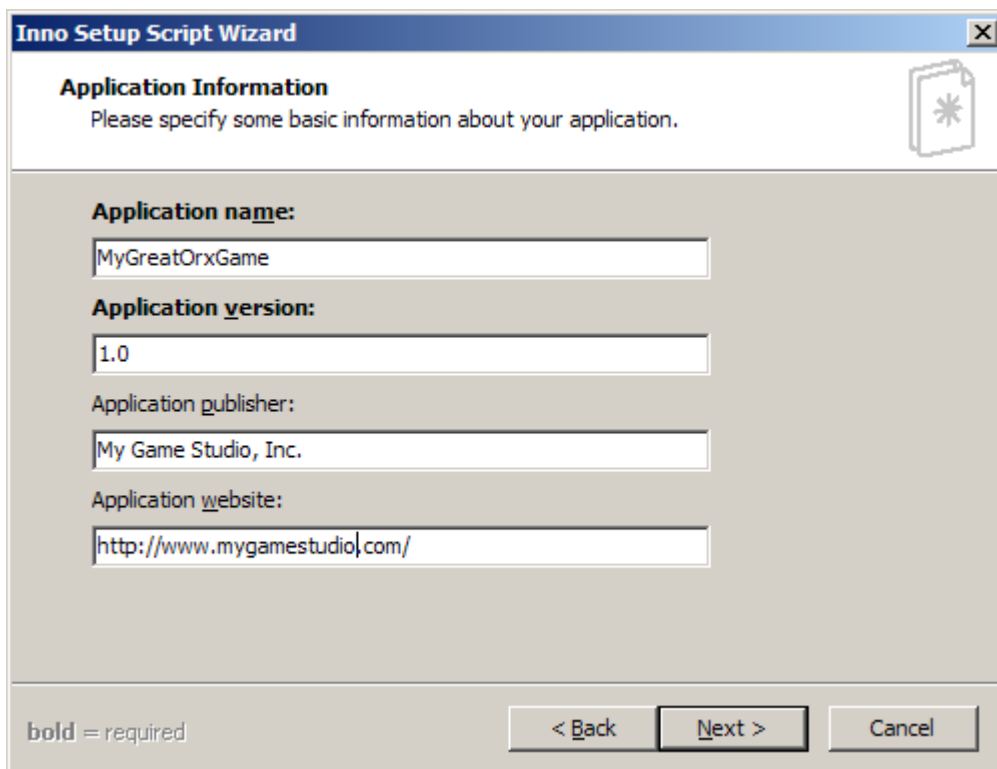 Inno Setup Script Wizard
Application Information
Please specify some basic information about your application.
Application name:
MyGreatOrxGame
Application version:
1.0
Application publisher:
My Game Studio, Inc.
Application website:
http://www.mygamestudio.com/
bold = required
< Back
Next >
Cancel